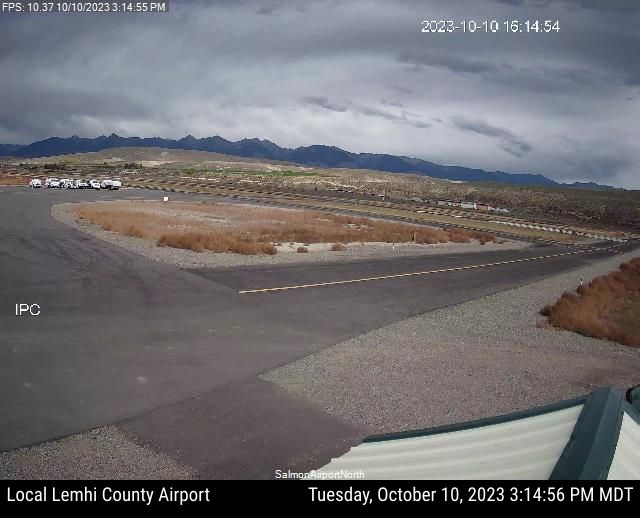 FPS: 10.37 10/10/2023 3:14:55 PM
2023-10-10 16:14:54
IPC
SalmonAirportNorth
Local Lemhi County Airport
Tuesday, October 10, 2023 3:14:56 PM MDT